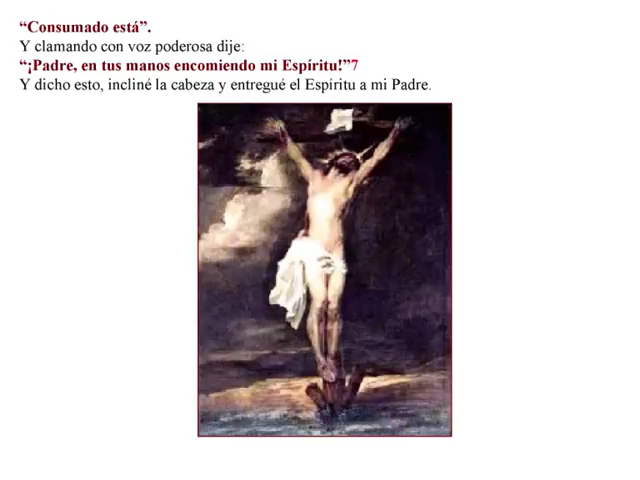 “Consumado está”.
Y clamando con voz poderosa dije:
“¡Padre, en tus manos encomiendo mi Espíritu!”7
Y dicho esto, incliné la cabeza y entregué el Espíritu a mi Padre.